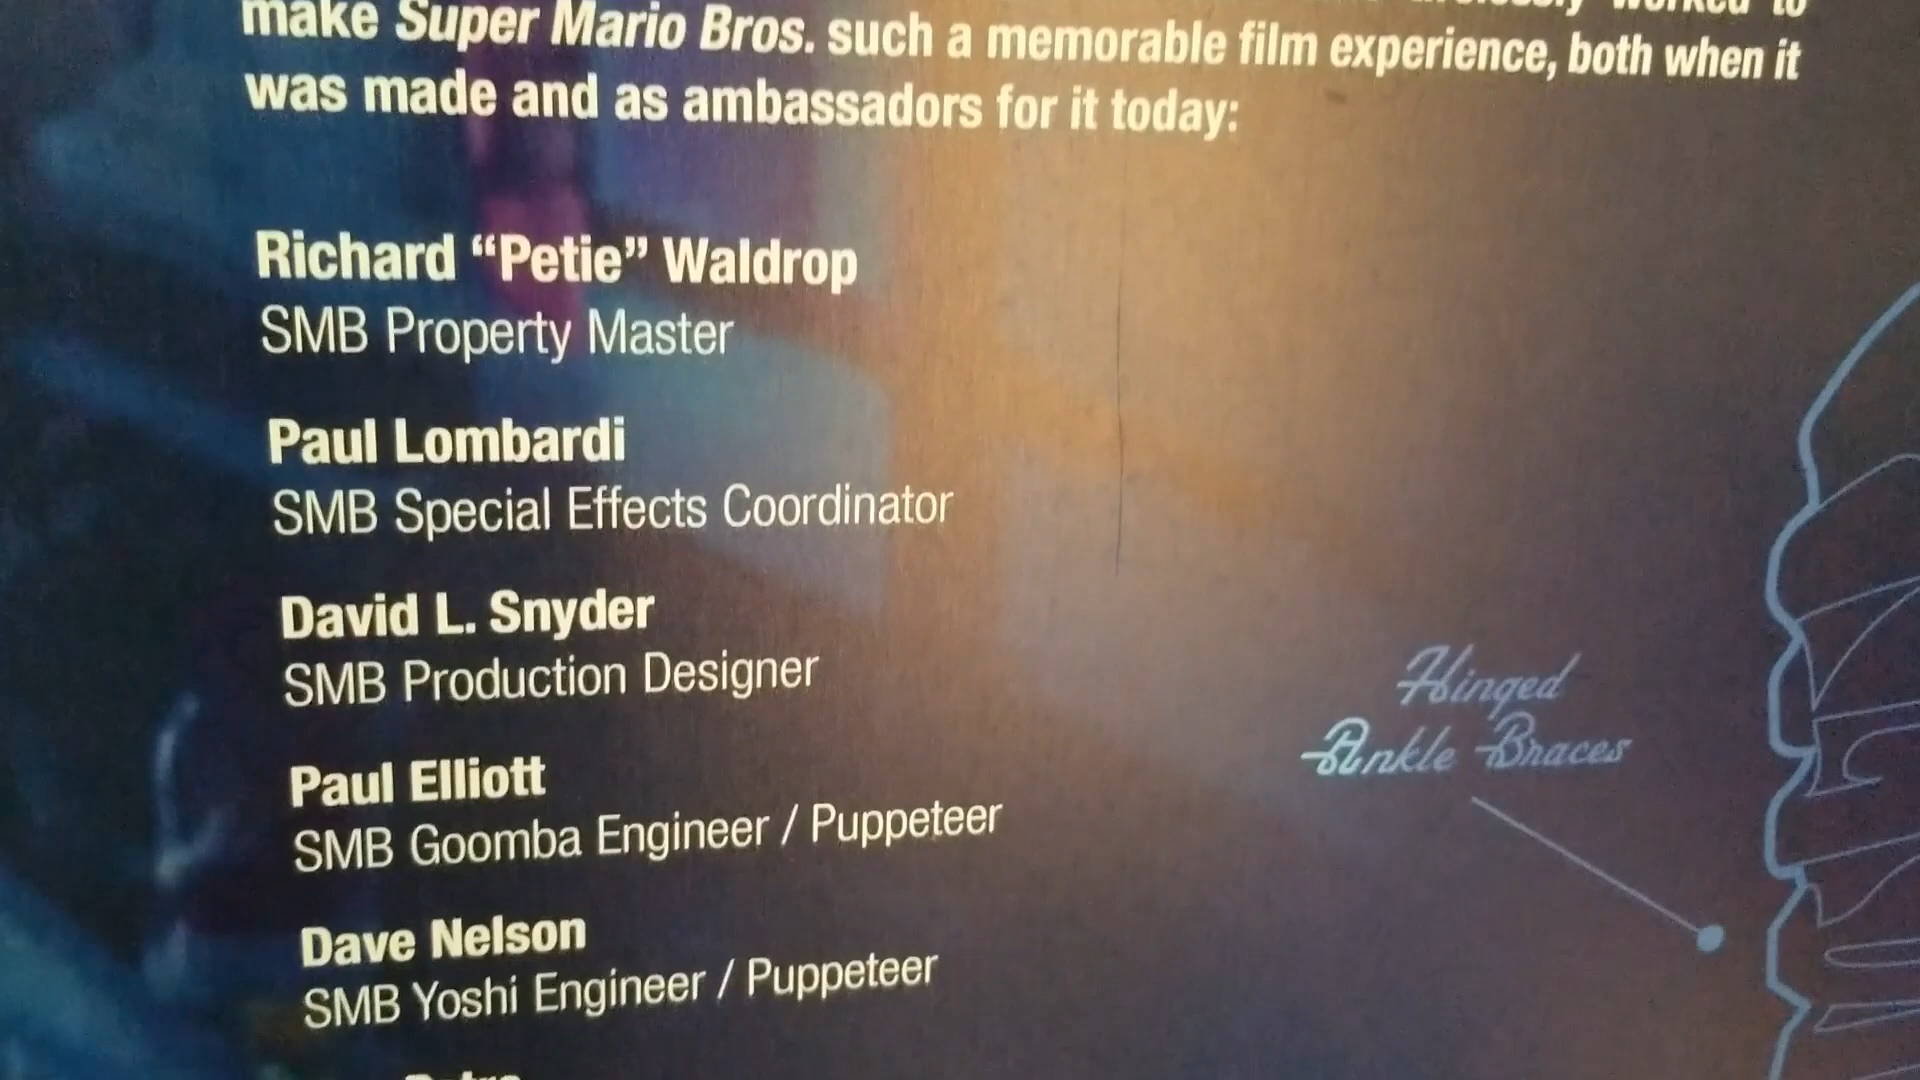 worked to
make Super Mario Bros. such a memorable film experience, both when it
was made and as ambassadors for it today:
Richard “Petie” Waldrop
SMB Property Master
Paul Lombardi
SMB Special Effects Coordinator
David L. Snyder
SMB Production Designer
Paul Elliott
SMB Goomba Engineer / Puppeteer
Dave Nelson
SMB Yoshi Engineer / Puppeteer
Hinged
Ankle Braces